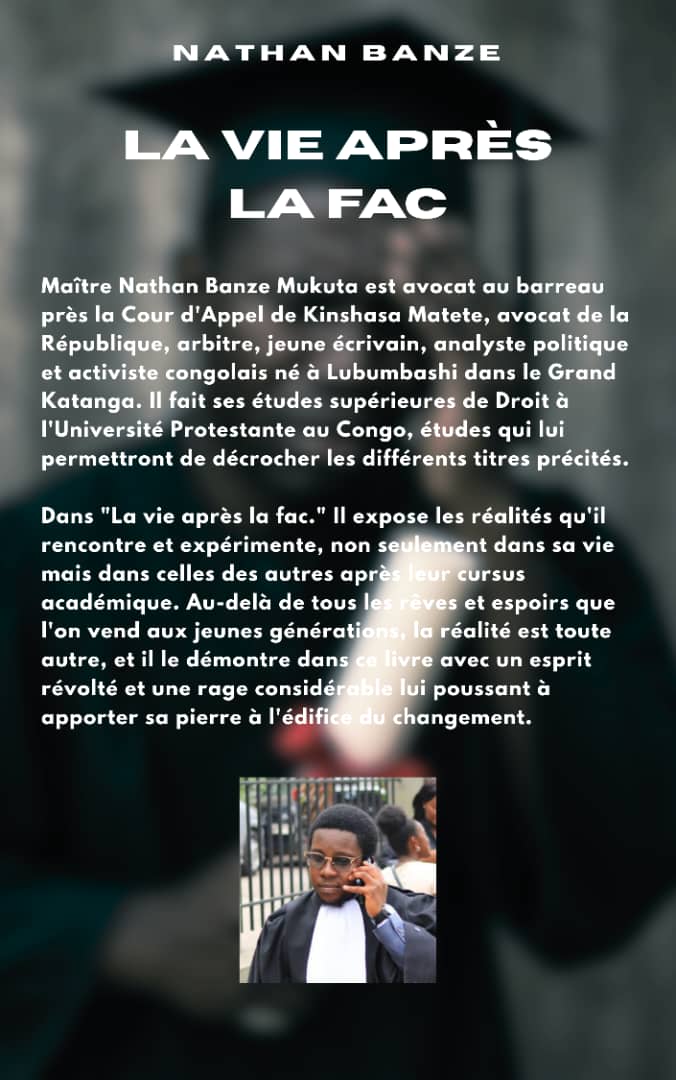 NATHAN BANZE
LA VIE APRÈS
LA FAC
Maître Nathan Banze Mukuta est avocat au barreau
près la Cour d'Appel de Kinshasa Matete, avocat de la
République, arbitre, jeune écrivain, analyste politique
et activiste congolais né à Lubumbashi dans le Grand
Katanga. Il fait ses études supérieures de Droit à
l'Université Protestante au Congo, études qui lui
permettront de décrocher les différents titres précités.
Dans "La vie après la fac." Il expose les réalités qu'il
rencontre et expérimente, non seulement dans sa vie
mais dans celles des autres après leur cursus
académique. Au-delà de tous les rêves et espoirs que
l'on vend aux jeunes générations, la réalité est toute
autre, et il le démontre dans ce livre avec un esprit
révolté et une rage considérable lui poussant à
apporter sa pierre à l'édifice du changement.